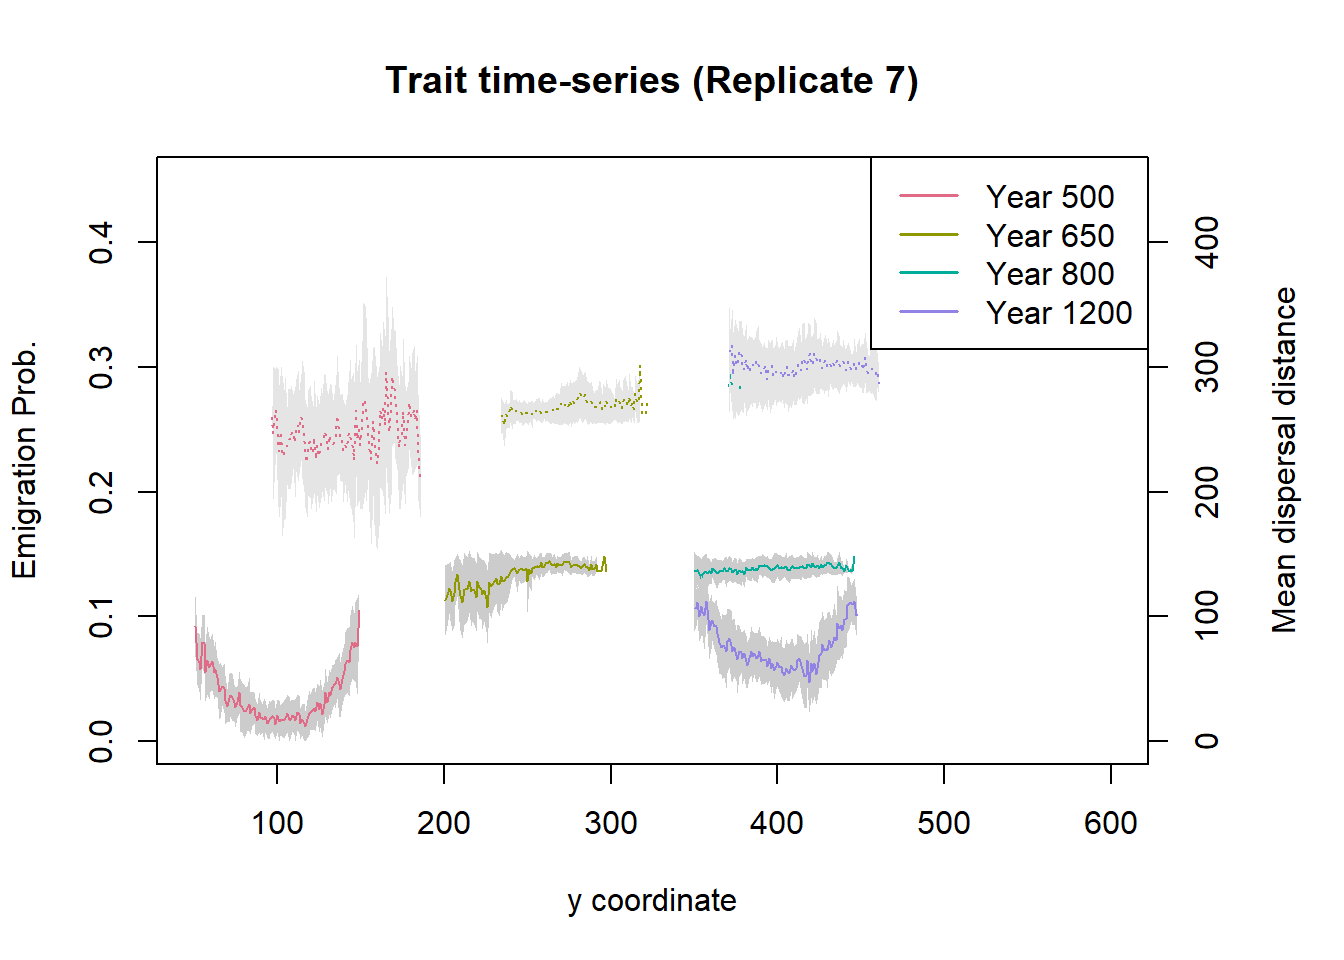 Trait time-series (Replicate 7)
Year 500
Year 650
Year 800
Year 1200
Emigration Prob.
0.0
0.1
0.2
0.3
0.4
Mean dispersal distance
0
100
200
300
400
100 200 300 400 500 600
y coordinate